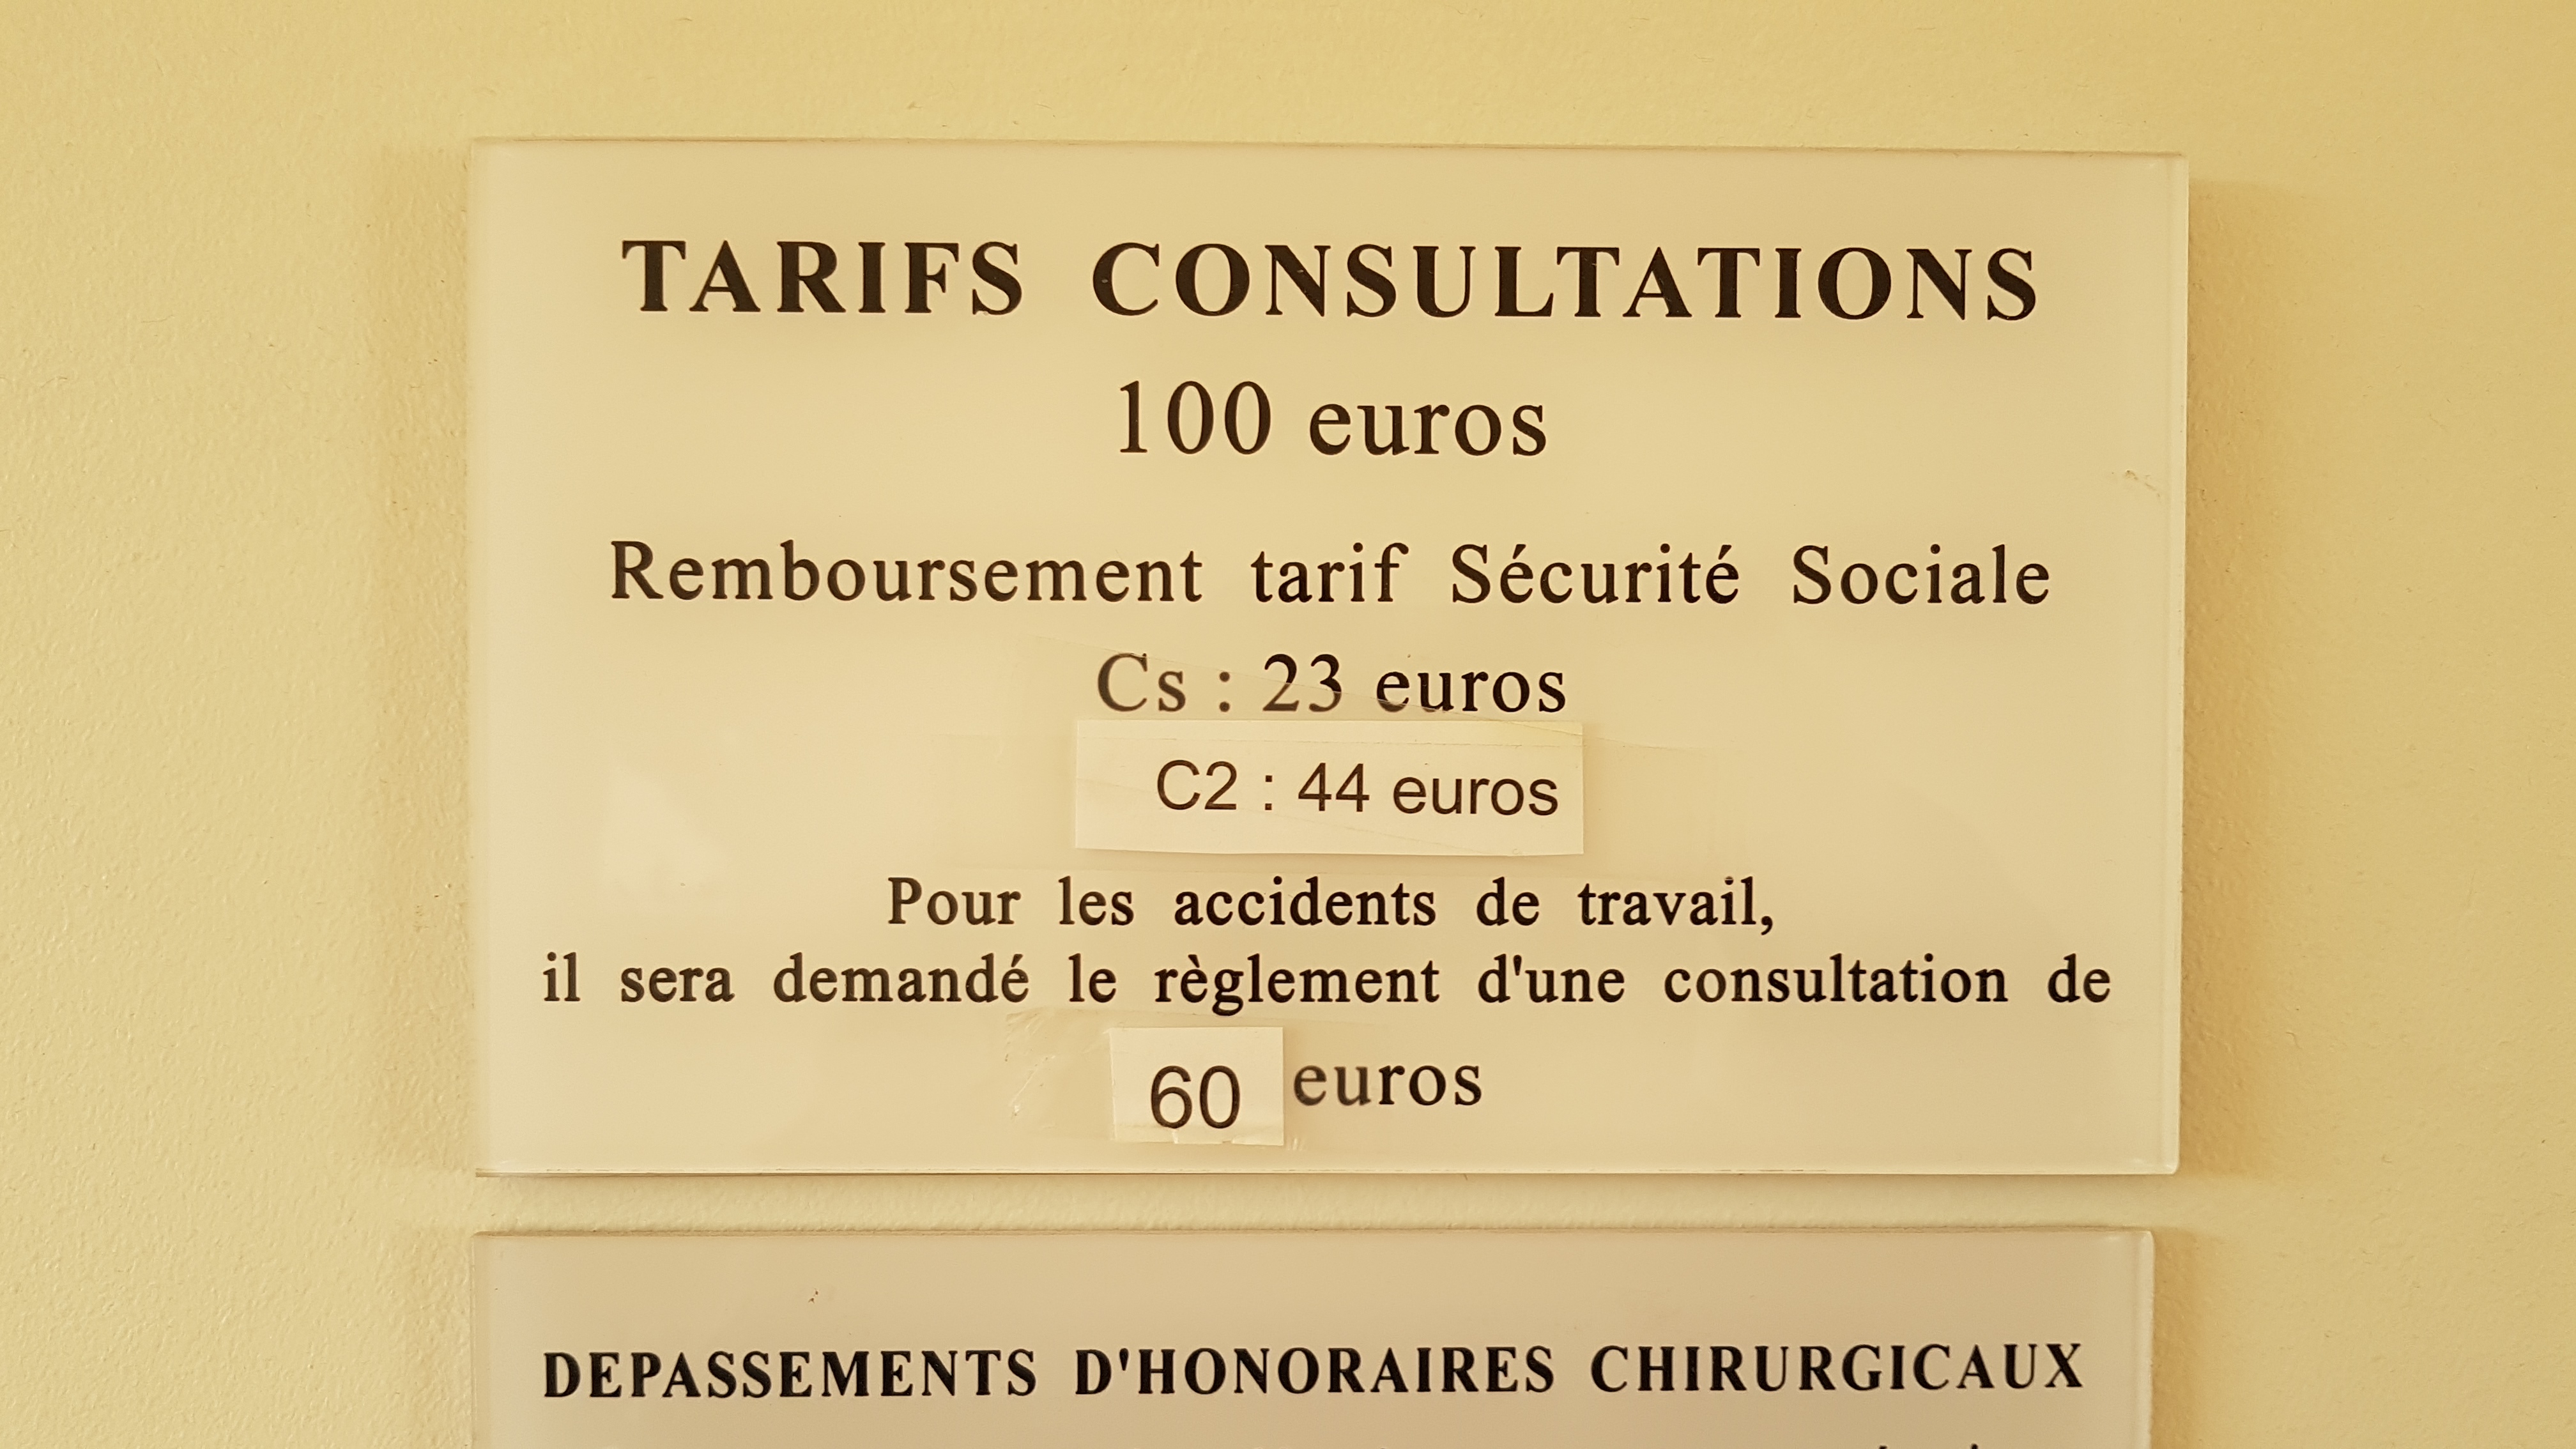 TARIFS CONSULTATIONS
100 euros
Remboursement tarif Sécurité Sociale
Cs : 23 euros
C2 : 44 euros
Pour les accidents de travail,
il sera demandé le règlement d'une consultation de
60 euros
DEPASSEMENTS D'HONORAIRES CHIRURGICAUX